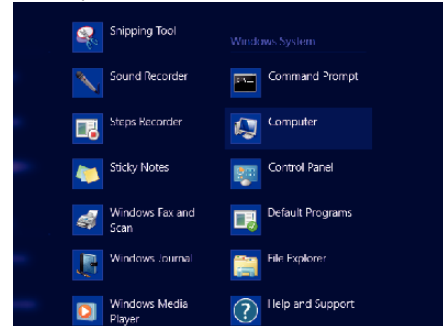 Snipping Tool
Sound Recorder
Steps Recorder
Sticky Notes
Windows Fax and
Scan
Windows Journal
Windows Media
Player
Windows System
Command Prompt
Computer
Control Panel
Default Programs
File Explorer
Help and Support